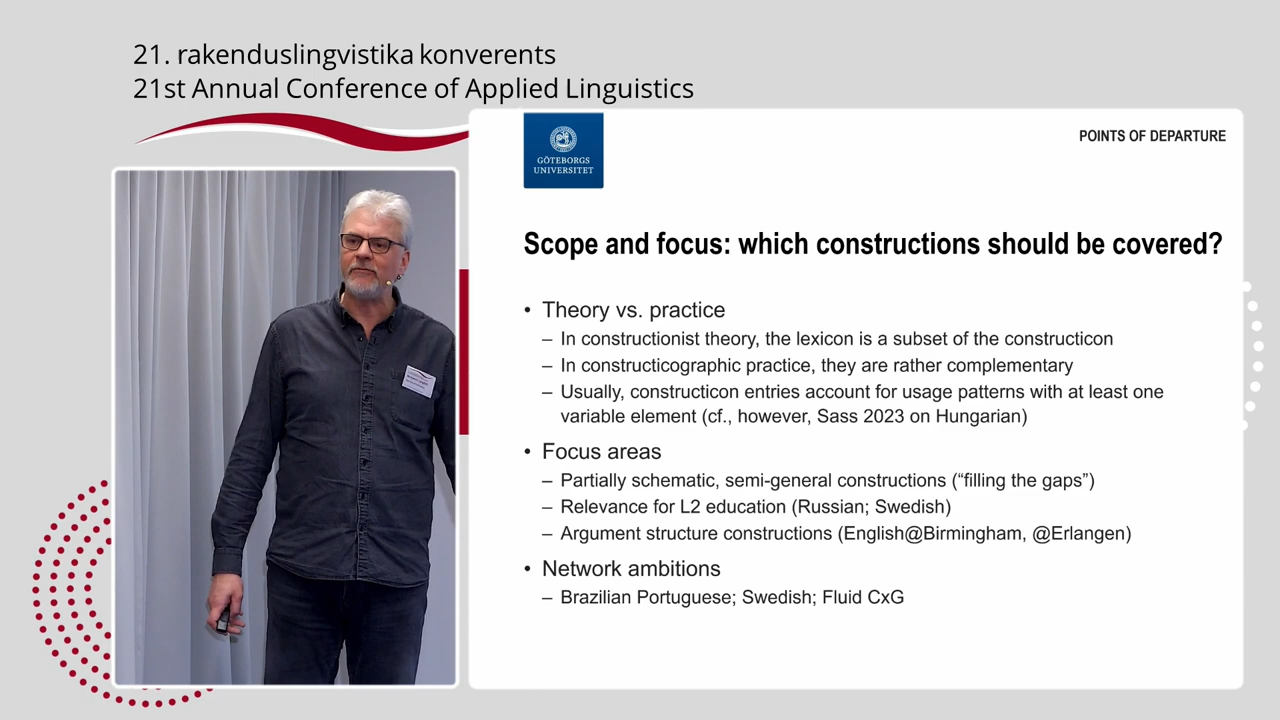 21. rakenduslingvistika konverents
21st Annual Conference of Applied Linguistics
GÖTEBORGS
UNIVERSITET
POINTS OF DEPARTURE
Scope and focus: which constructions should be covered?
• Theory vs. practice
– In constructionist theory, the lexicon is a subset of the constructicon
– In constructicographic practice, they are rather complementary
– Usually, constructicon entries account for usage patterns with at least one
variable element (cf., however, Sass 2023 on Hungarian)
• Focus areas
– Partially schematic, semi-general constructions (“filling the gaps”)
– Relevance for L2 education (Russian; Swedish)
– Argument structure constructions (English@Birmingham, @Erlangen)
• Network ambitions
– Brazilian Portuguese; Swedish; Fluid CxG